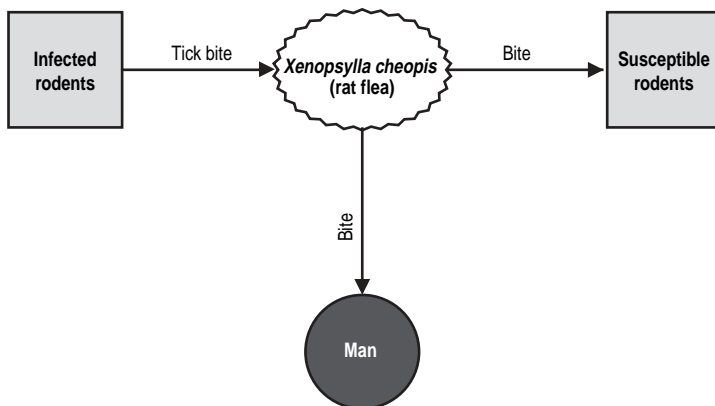 Infected
rodents
Tick bite
Xenopsylla cheopis
(rat flea)
Bite
Susceptible
rodents
Bite
Man